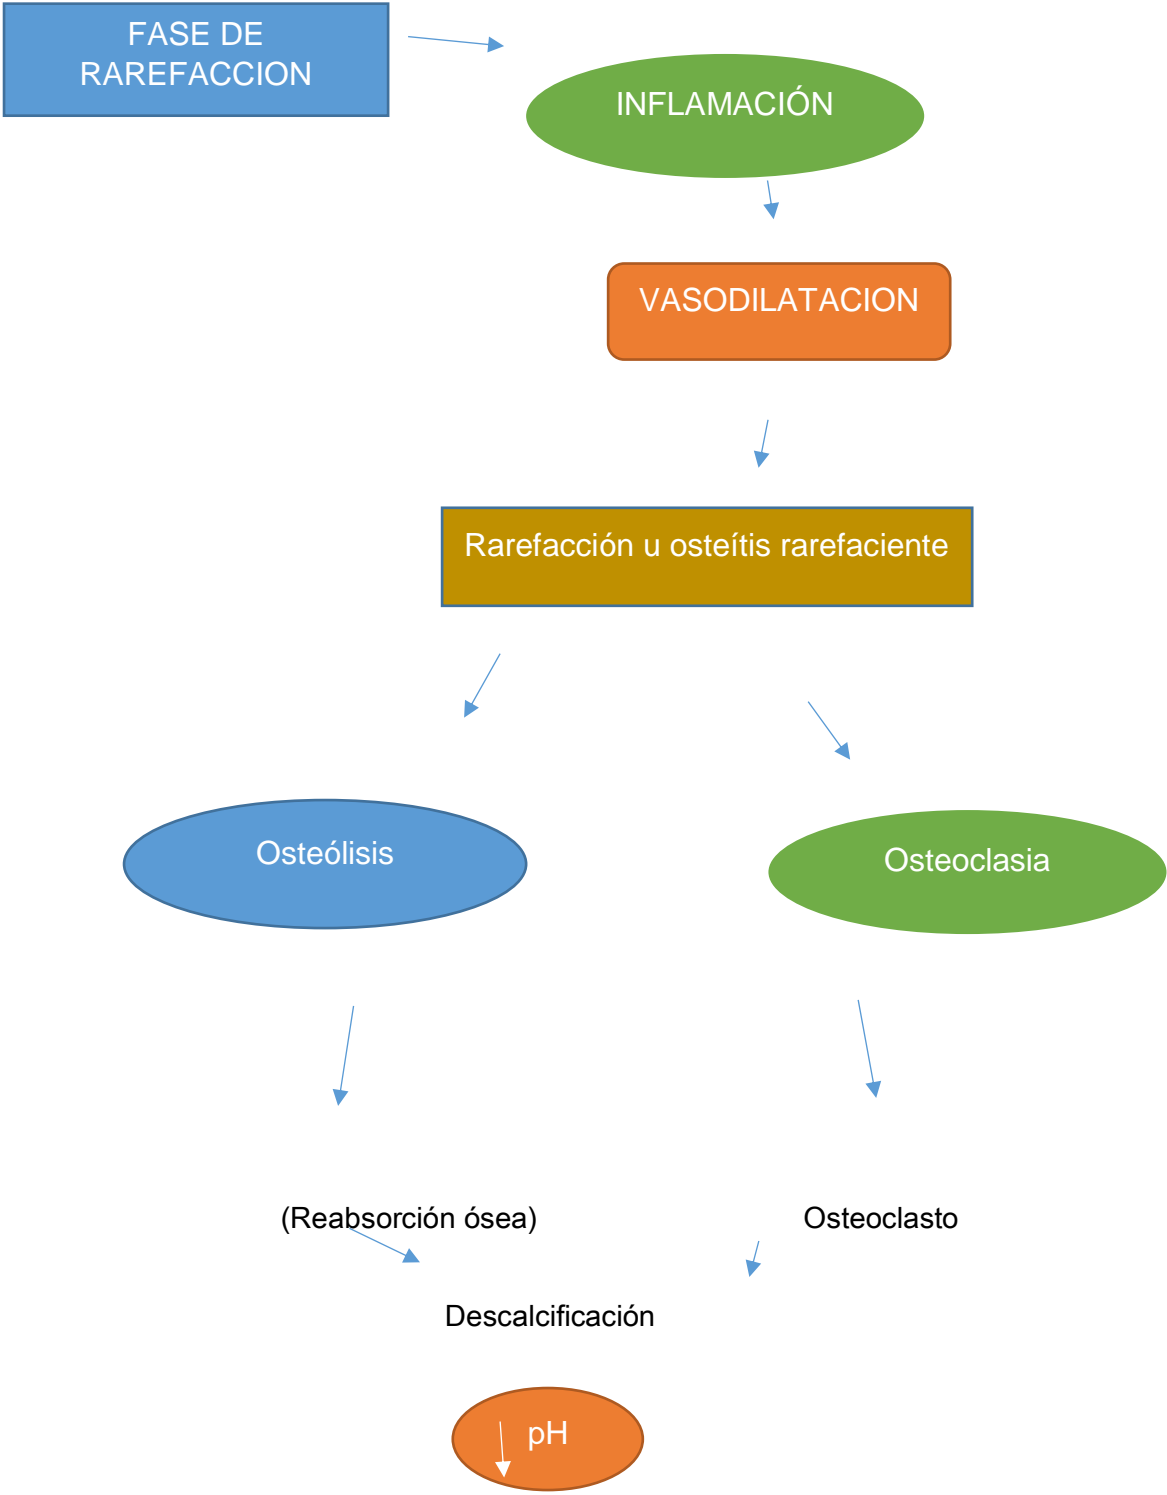 FASE DE
RAREFACCION
INFLAMACIÓN
VASODILATACION
Rarefacción u osteítis rarefaciente
Osteólisis
Osteoclasia
(Reabsorción ósea)
Osteoclasto
Descalcificación
pH